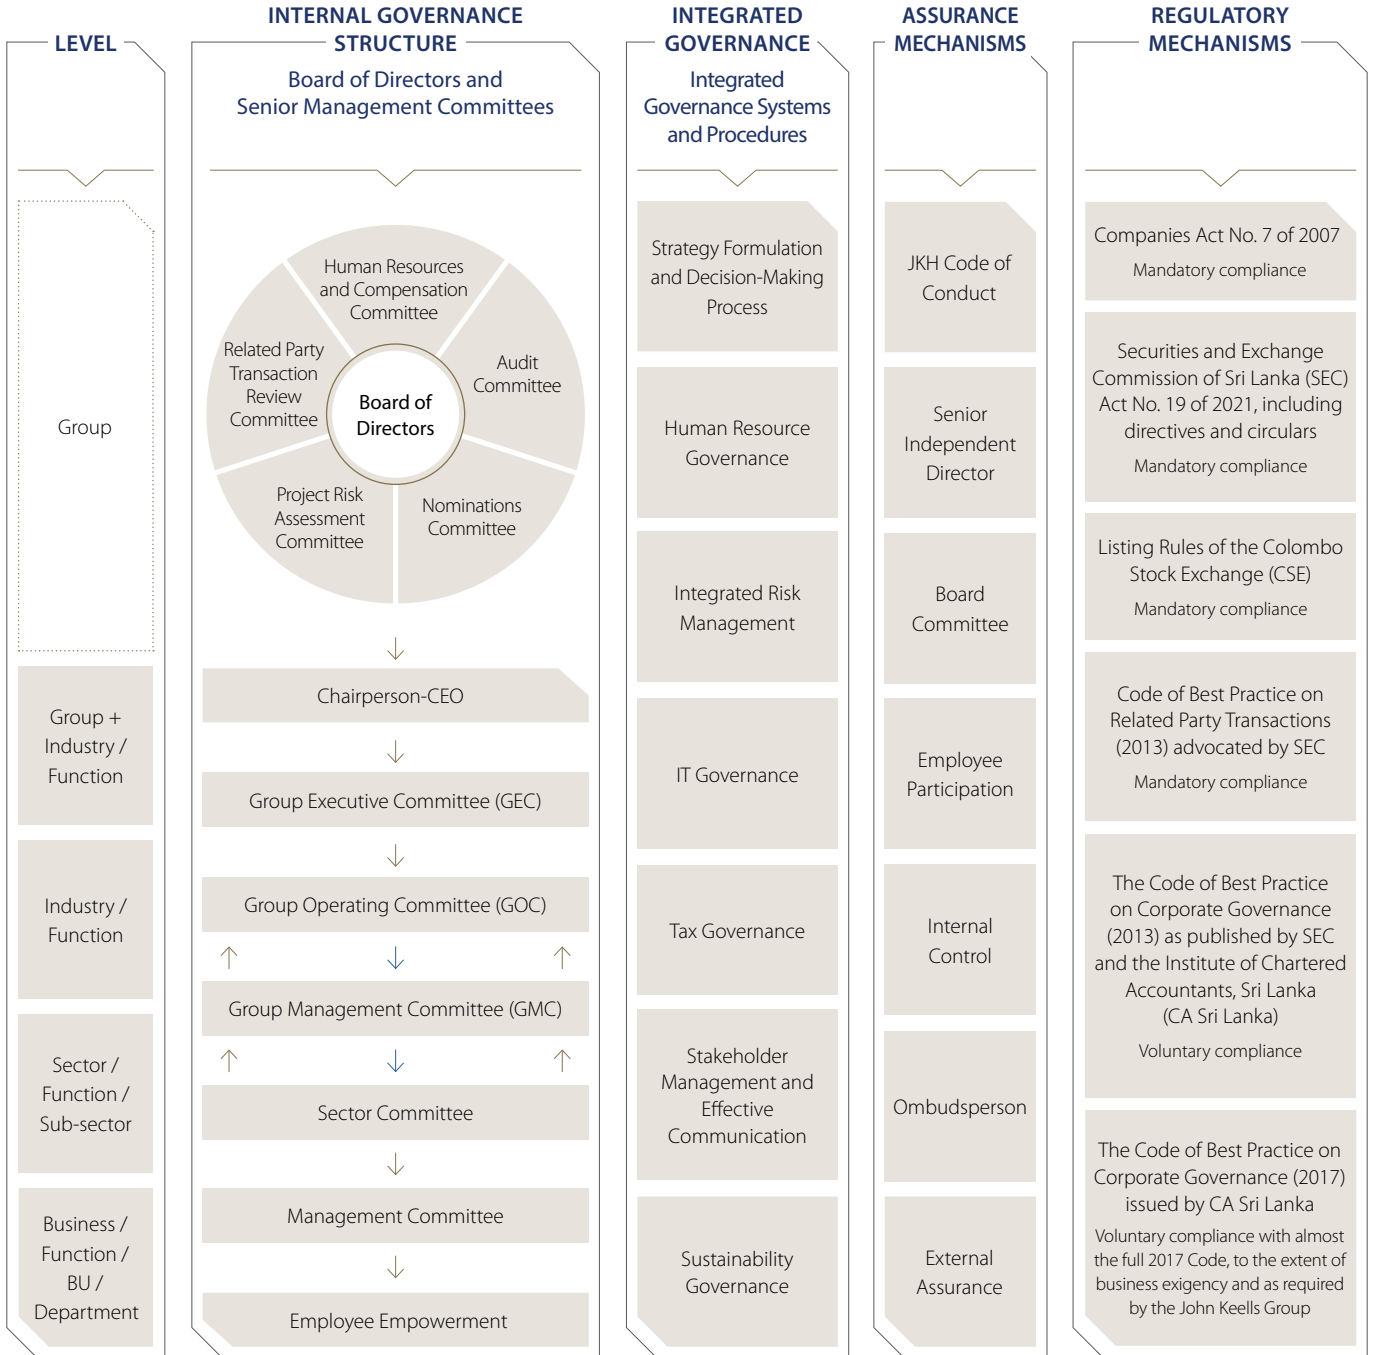 LEVEL
Group
Group +
Industry /
Function
Industry /
Function
Sector /
Function /
Sub-sector
Business /
Function /
BU /
Department
INTERNAL GOVERNANCE
STRUCTURE
Board of Directors and
Senior Management Committees
Human Resources
and Compensation
Committee
Audit
Committee
Nominations
Committee
Project Risk
Assessment
Committee
Related Party
Transaction
Review
Committee
Board of
Directors
Chairperson-CEO
Group Executive Committee (GEC)
Group Operating Committee (GOC)
Group Management Committee (GMC)
Sector Committee
Management Committee
Employee Empowerment
INTEGRATED
GOVERNANCE
Integrated
Governance Systems
and Procedures
Strategy Formulation
and Decision-Making
Process
Human Resource
Governance
Integrated Risk
Management
IT Governance
Tax Governance
Stakeholder
Management and
Effective
Communication
Sustainability
Governance
ASSURANCE
MECHANISMS
JKH Code of
Conduct
Senior
Independent
Director
Board
Committee
Employee
Participation
Internal
Control
Ombudsperson
External
Assurance
REGULATORY
MECHANISMS
Companies Act No. 7 of 2007
Mandatory compliance
Securities and Exchange
Commission of Sri Lanka (SEC)
Act No. 19 of 2021, including
directives and circulars
Mandatory compliance
Listing Rules of the Colombo
Stock Exchange (CSE)
Mandatory compliance
Code of Best Practice on
Related Party Transactions
(2013) advocated by SEC
Mandatory compliance
The Code of Best Practice
on Corporate Governance
(2013) as published by SEC
and the Institute of Chartered
Accountants, Sri Lanka
(CA Sri Lanka)
Voluntary compliance
The Code of Best Practice on
Corporate Governance (2017)
issued by CA Sri Lanka
Voluntary compliance with almost
the full 2017 Code, to the extent of
business exigency and as required
by the John Keells Group